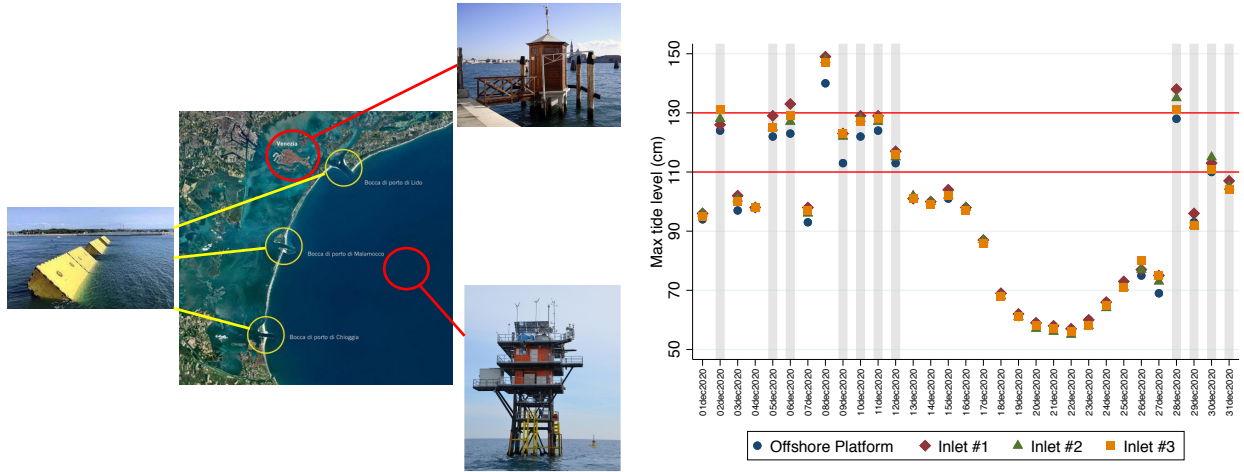 Venezia
Bocca di porto di Lido
Bocca di porto di Malamocco
Bocca di porto di Chioggia
Max tide level (cm)
150
130
110
90
70
50
01dec2020
02dec2020
03dec2020
04dec2020
05dec2020
06dec2020
07dec2020
08dec2020
09dec2020
10dec2020
11dec2020
12dec2020
13dec2020
14dec2020
15dec2020
16dec2020
17dec2020
18dec2020
19dec2020
20dec2020
21dec2020
22dec2020
23dec2020
24dec2020
25dec2020
26dec2020
27dec2020
28dec2020
29dec2020
30dec2020
31dec2020
Offshore Platform Inlet #1 Inlet #2 Inlet #3